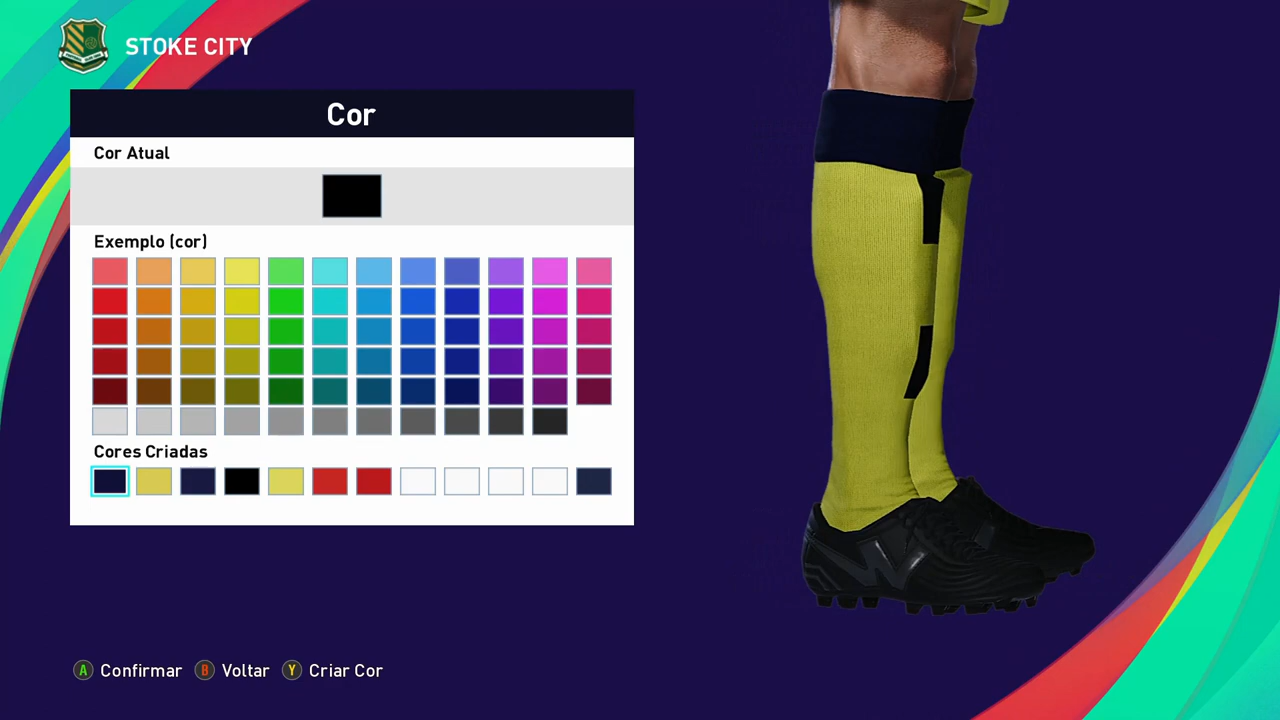 STOKE CITY
Cor
Cor Atual
Exemplo (cor)
Cores Criadas
A Confirmar B Voltar Y Criar Cor